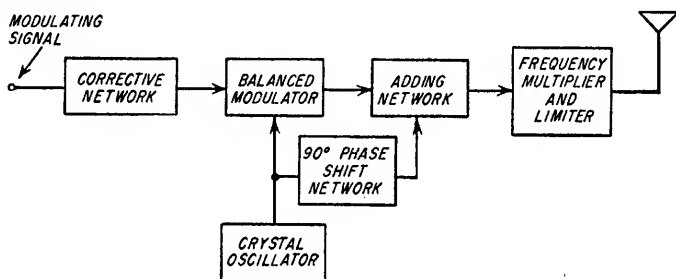 MODULATING
SIGNAL
CORRECTIVE
NETWORK
BALANCED
MODULATOR
ADDING
NETWORK
FREQUENCY
MULTIPLIER
AND
LIMITER
90° PHASE
SHIFT
NETWORK
CRYSTAL
OSCILLATOR